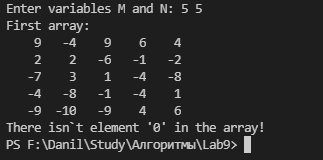 Enter variables M and N: 5 5
First array:
9 -4 9 6 4
2 2 -6 -1 -2
-7 3 1 -4 -8
-4 -8 -1 -4 1
-9 -10 -9 4 6
There isn`t element '0' in the array!
PS F:\Danil\Study\Алгоритмы\Lab9>